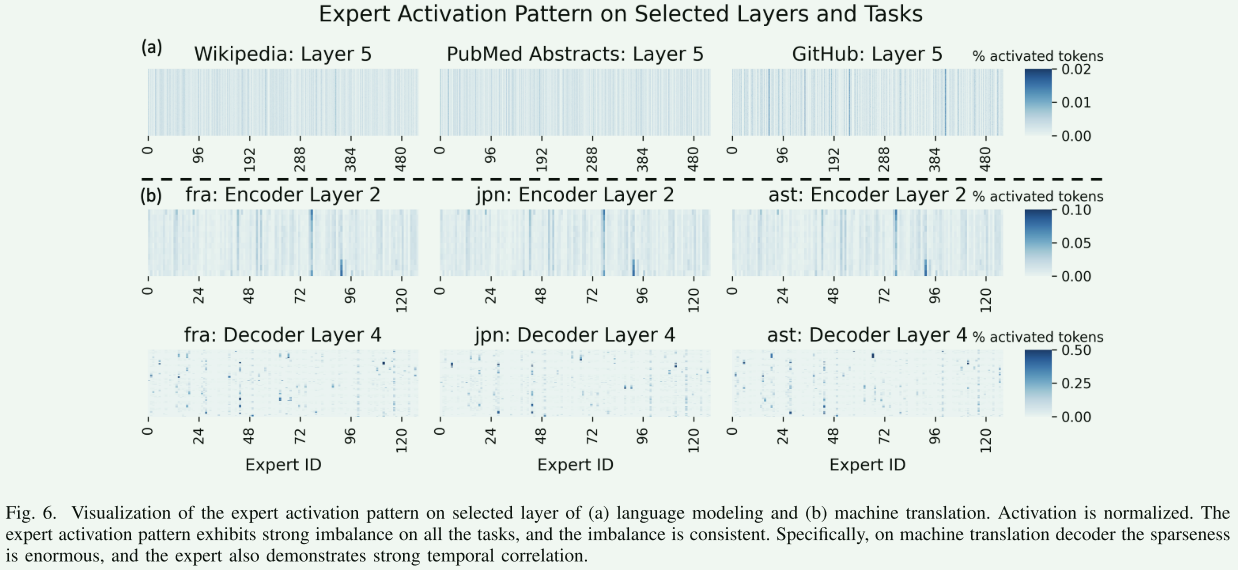 Expert Activation Pattern on Selected Layers and Tasks
(a)
Wikipedia: Layer 5
PubMed Abstracts: Layer 5
GitHub: Layer 5
% activated tokens
0.02
0.01
0.00
0 96 192 288 384 480
0 96 192 288 384 480
0 96 192 288 384 480
(b)
fra: Encoder Layer 2
jpn: Encoder Layer 2
ast: Encoder Layer 2
% activated tokens
0.10
0.05
0.00
0 24 48 72 96 120
0 24 48 72 96 120
0 24 48 72 96 120
fra: Decoder Layer 4
jpn: Decoder Layer 4
ast: Decoder Layer 4
% activated tokens
0.50
0.25
0.00
0 24 48 72 96 120
0 24 48 72 96 120
0 24 48 72 96 120
Expert ID
Expert ID
Expert ID
Fig. 6. Visualization of the expert activation pattern on selected layer of (a) language modeling and (b) machine translation. Activation is normalized. The
expert activation pattern exhibits strong imbalance on all the tasks, and the imbalance is consistent. Specifically, on machine translation decoder the sparseness
is enormous, and the expert also demonstrates strong temporal correlation.